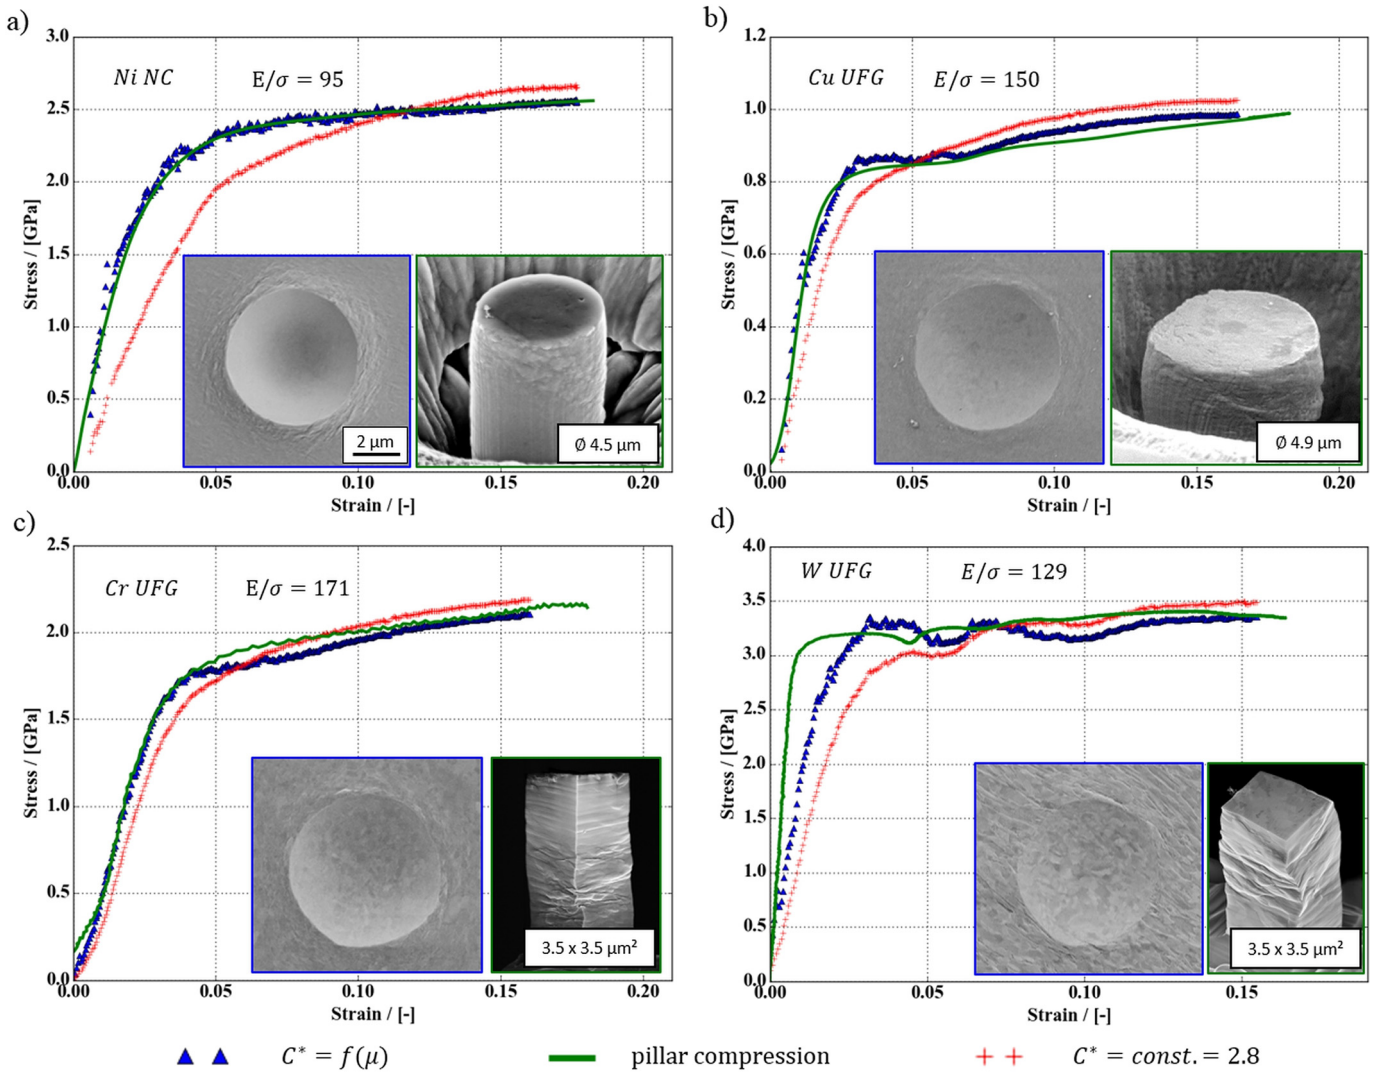 a)
3.0
2.5
2.0
1.5
1.0
0.5
0.0
Stress / [GPa]
Ni NC
E/σ = 95
2 μm
Ø 4.5 μm
0.00
0.05
0.10
0.15
0.20
Strain / [-]
b)
1.2
1.0
0.8
0.6
0.4
0.2
0.0
Stress / [GPa]
Cu UFG
E/σ = 150
Ø 4.9 μm
0.00
0.05
0.10
0.15
0.20
Strain / [-]
c)
2.5
2.0
1.5
1.0
0.5
0.0
Stress / [GPa]
Cr UFG
E/σ = 171
3.5 x 3.5 μm²
0.00
0.05
0.10
0.15
0.20
Strain / [-]
d)
4.0
3.5
3.0
2.5
2.0
1.5
1.0
0.5
0.0
Stress / [GPa]
W UFG
E/σ = 129
3.5 x 3.5 μm²
0.00
0.05
0.10
0.15
Strain / [-]
C* = f(μ)
pillar compression
C* = const. = 2.8